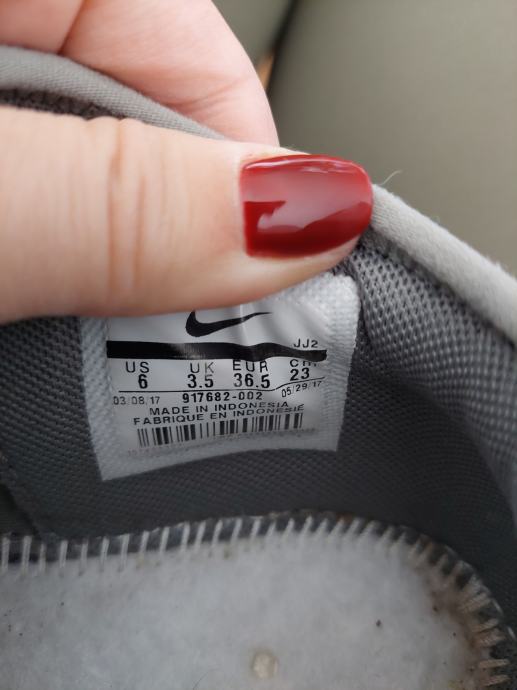 JJ2
US UK EUR CM
6 3.5 36.5 23
03/08/17 917682-002 05/29/17
MADE IN INDONESIA
FABRIQUE EN INDONESIE